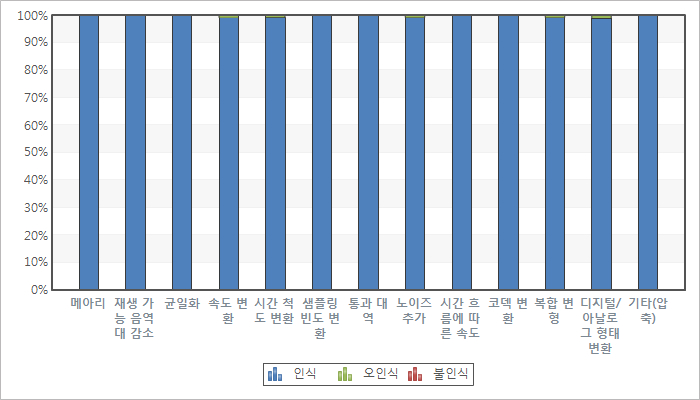 100%
90%
80%
70%
60%
50%
40%
30%
20%
10%
0%
메아리
재생 가
능 음역
대 감소
균일화
속도 변
환
시간 척
도 변환
샘플링
빈도 변
환
통과 대
역
노이즈
추가
시간 흐
름에 따
른 속도
코덱 변
환
복합 변
형
디지털/
아날로
그 형태
변환
기타(압
축)
인식
오인식
불인식